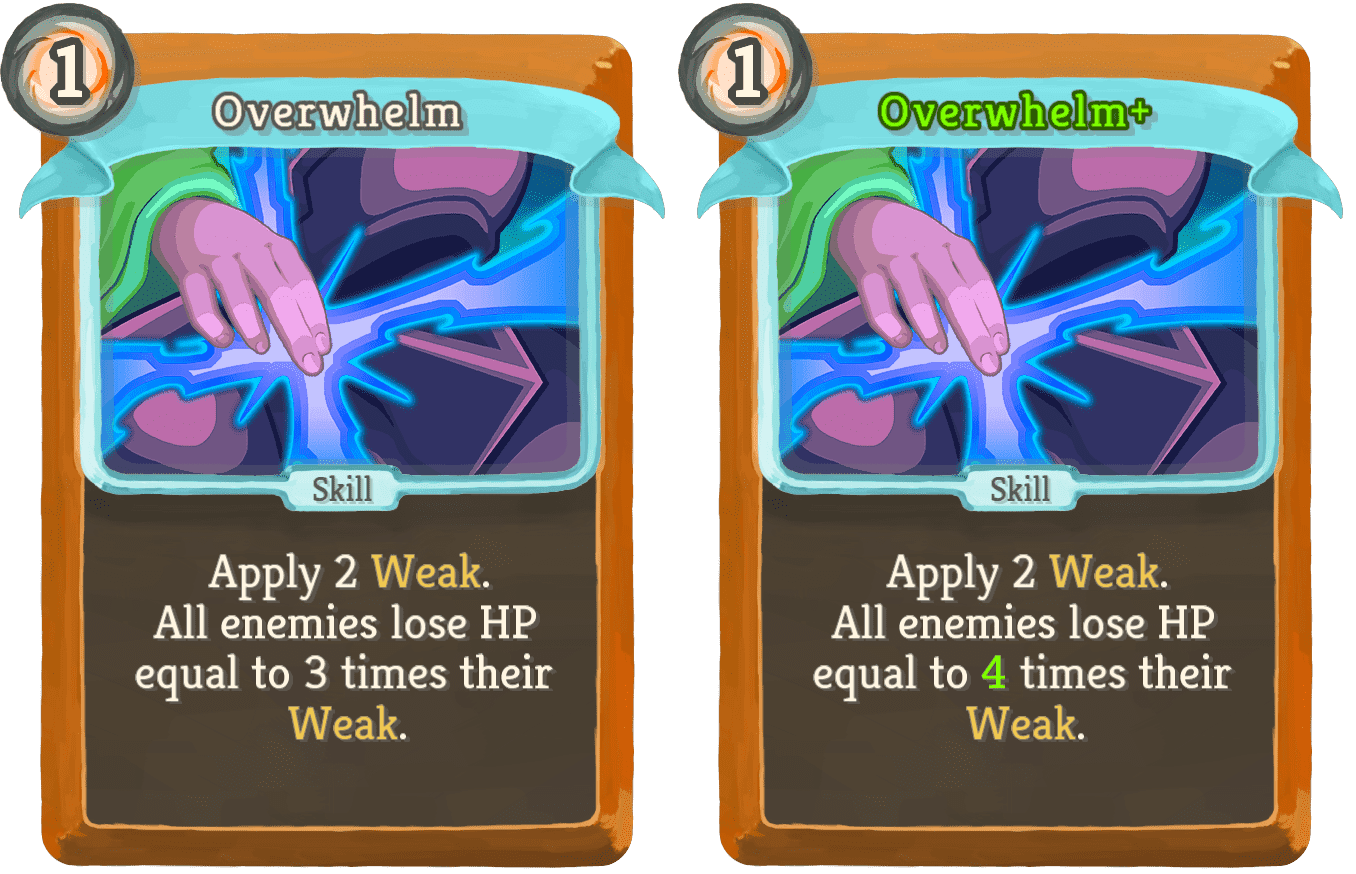 1
Overwhelm
Skill
Apply 2 Weak.
All enemies lose HP
equal to 3 times their
Weak.
1
Overwhelm+
Skill
Apply 2 Weak.
All enemies lose HP
equal to 4 times their
Weak.